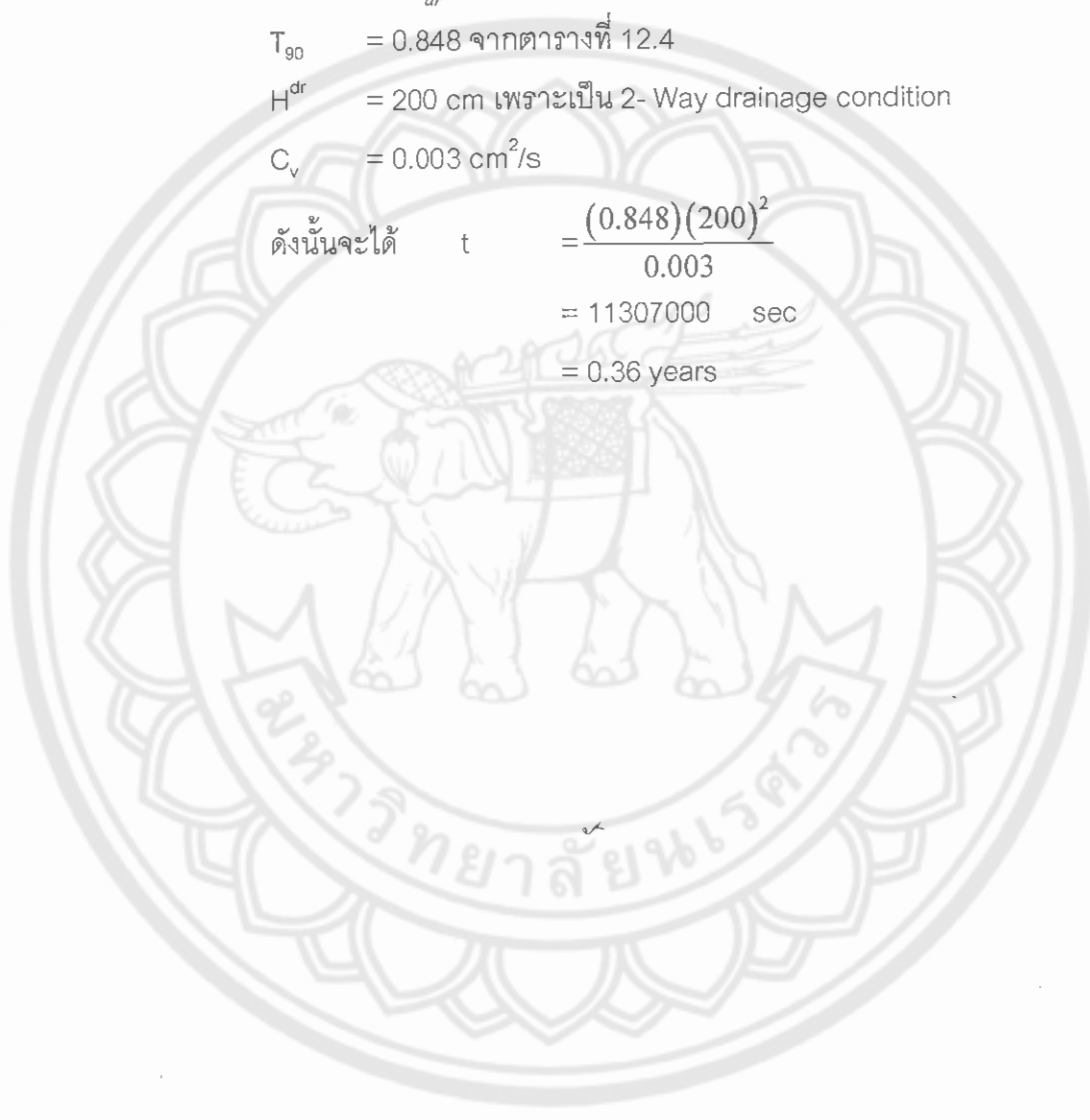 dr
T₉₀ = 0.848 จากตารางที่ 12.4
H^dr = 200 cm เพราะเป็น 2- Way drainage condition
C_v = 0.003 cm²/s
ดังนั้นจะได้ t = (0.848)(200)² / 0.003
= 11307000 sec
= 0.36 years
มหาวิทยาลัยนเรศวร